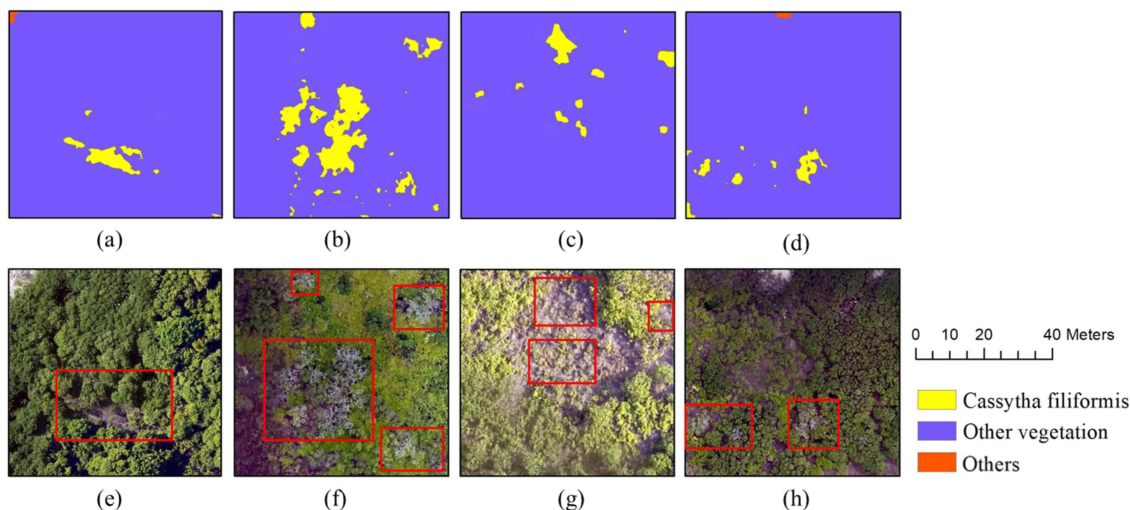 (a)
(b)
(c)
(d)
0 10 20 40 Meters
Cassytha filiformis
Other vegetation
Others
(e)
(f)
(g)
(h)